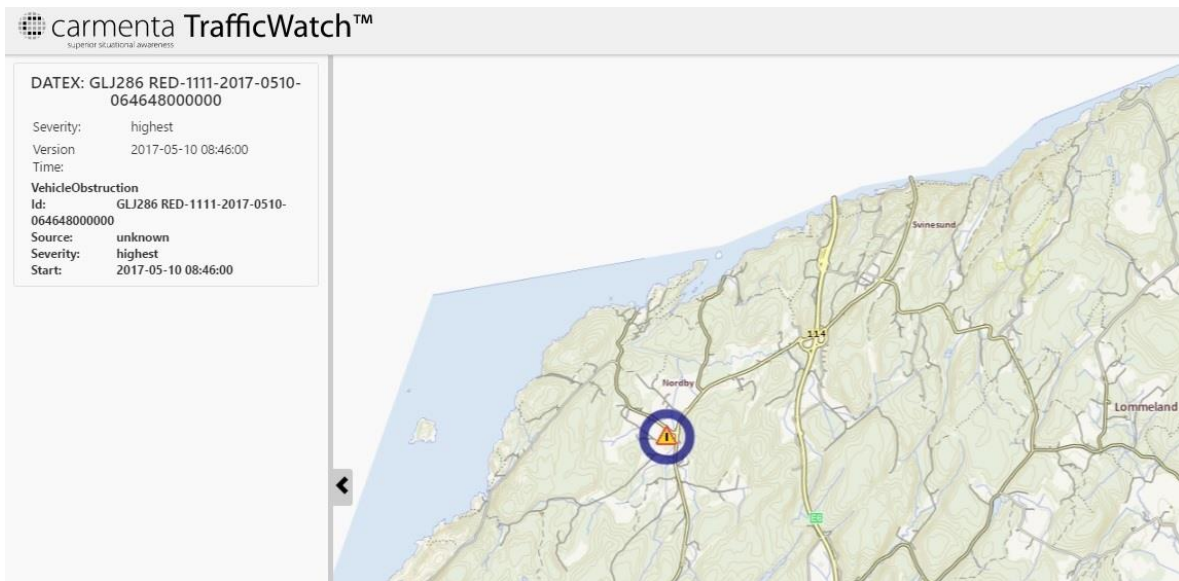 carmenta TrafficWatch™
superior situational awareness
DATEX: GLJ286 RED-1111-2017-0510-
064648000000
Severity: highest
Version 2017-05-10 08:46:00
Time:
VehicleObstruction
Id: GLJ286 RED-1111-2017-0510-
064648000000
Source: unknown
Severity: highest
Start: 2017-05-10 08:46:00
Svinesund
114
Nordby
Lommeland
E6